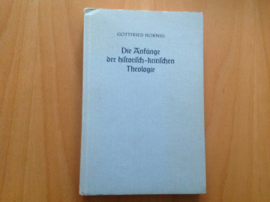 GOTTFRIED HORNIG
Die Anfänge
der historisch-kritischen
Theologie